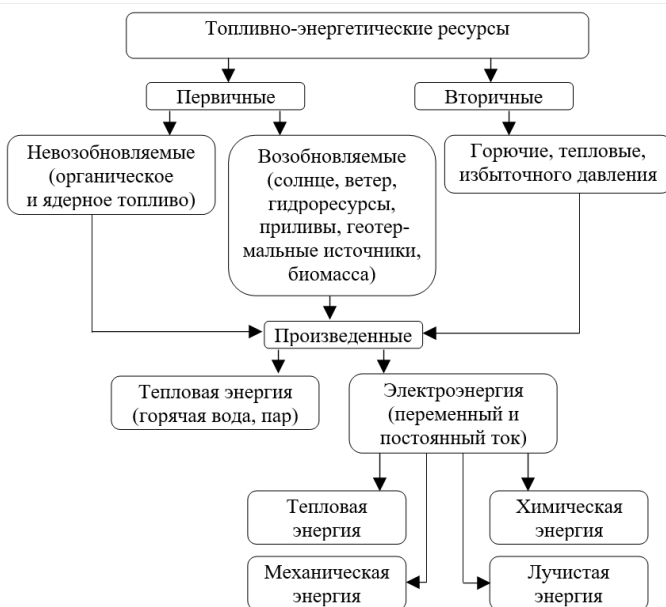 Топливно-энергетические ресурсы
Первичные
Вторичные
Невозобновляемые
(органическое
и ядерное топливо)
Возобновляемые
(солнце, ветер,
гидроресурсы,
приливы, геотер-
мальные источники,
биомасса)
Горючие, тепловые,
избыточного давления
Произведенные
Тепловая энергия
(горячая вода, пар)
Электроэнергия
(переменный и
постоянный ток)
Тепловая
энергия
Химическая
энергия
Механическая
энергия
Лучистая
энергия